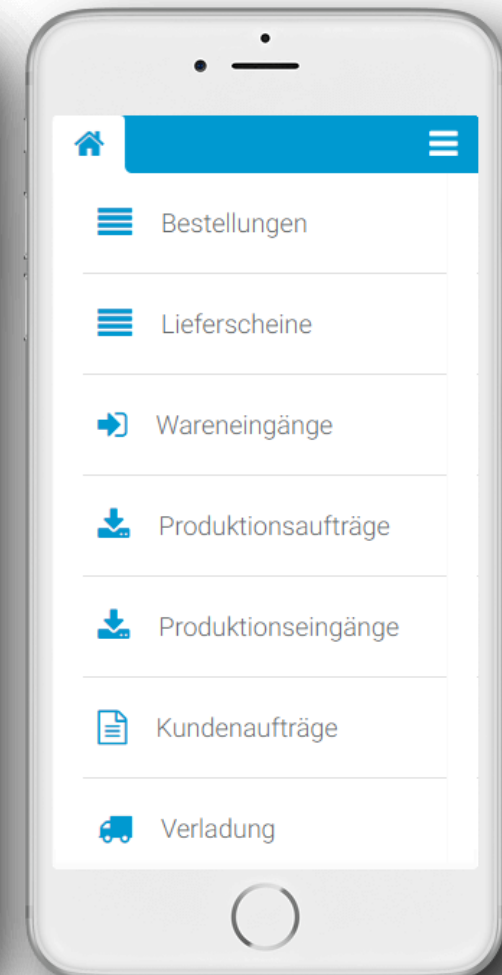 Bestellungen
Lieferscheine
Wareneingänge
Produktionsaufträge
Produktionseingänge
Kundenaufträge
Verladung